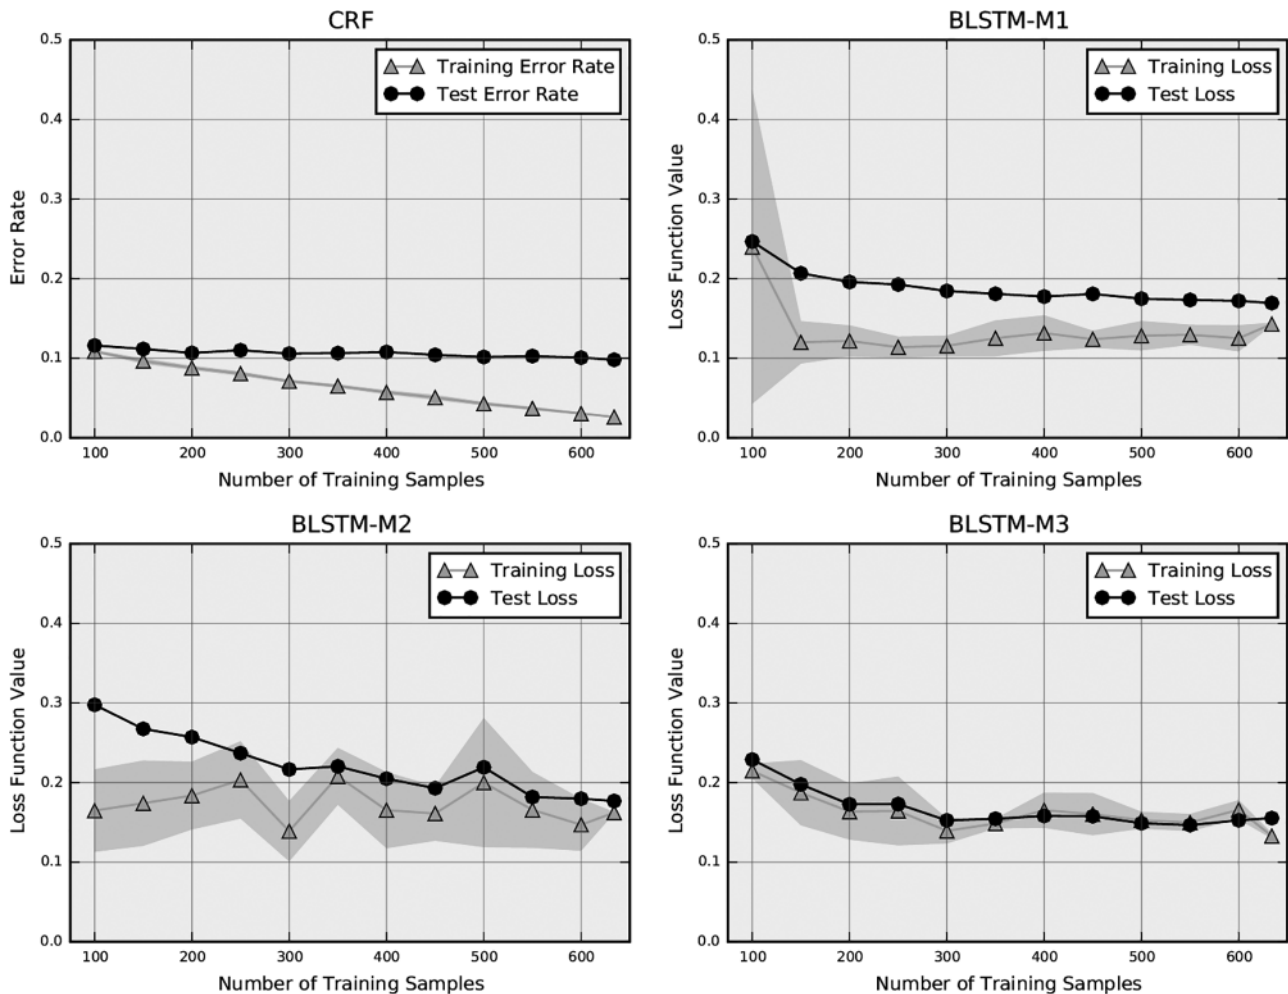 CRF
0.5
0.4
0.3
0.2
0.1
0.0
Error Rate
Training Error Rate
Test Error Rate
100 200 300 400 500 600
Number of Training Samples
BLSTM-M1
0.5
0.4
0.3
0.2
0.1
0.0
Loss Function Value
Training Loss
Test Loss
100 200 300 400 500 600
Number of Training Samples
BLSTM-M2
0.5
0.4
0.3
0.2
0.1
0.0
Loss Function Value
Training Loss
Test Loss
100 200 300 400 500 600
Number of Training Samples
BLSTM-M3
0.5
0.4
0.3
0.2
0.1
0.0
Loss Function Value
Training Loss
Test Loss
100 200 300 400 500 600
Number of Training Samples